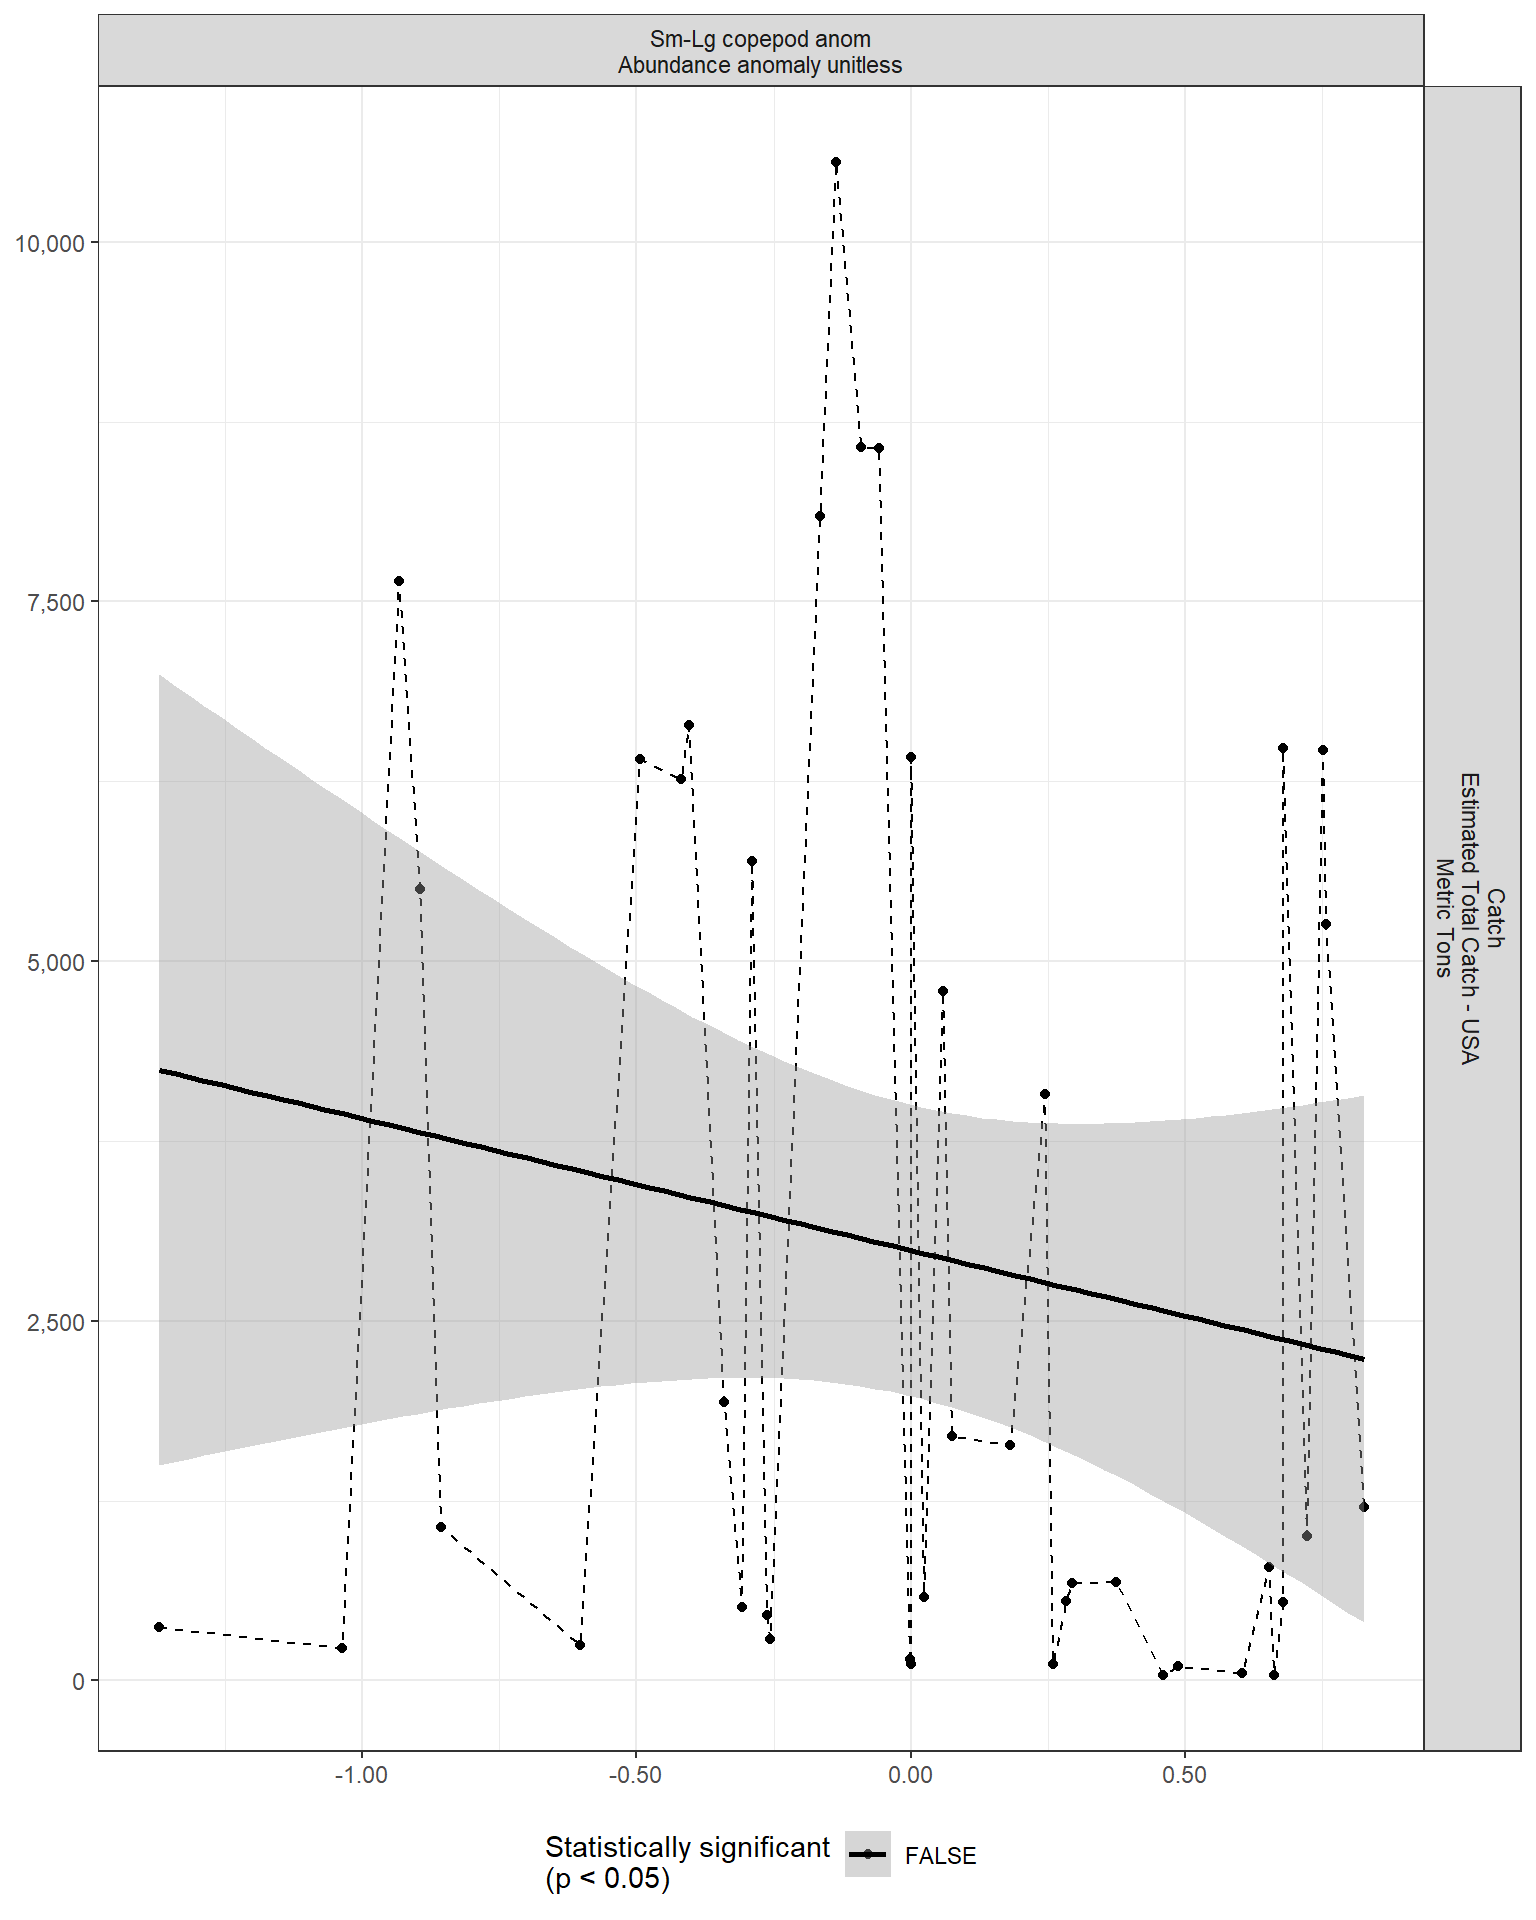 Sm-Lg copepod anom
Abundance anomaly unitless
10,000
7,500
5,000
2,500
0
Catch
Estimated Total Catch - USA
Metric Tons
-1.00
-0.50
0.00
0.50
Statistically significant
(p < 0.05)
FALSE